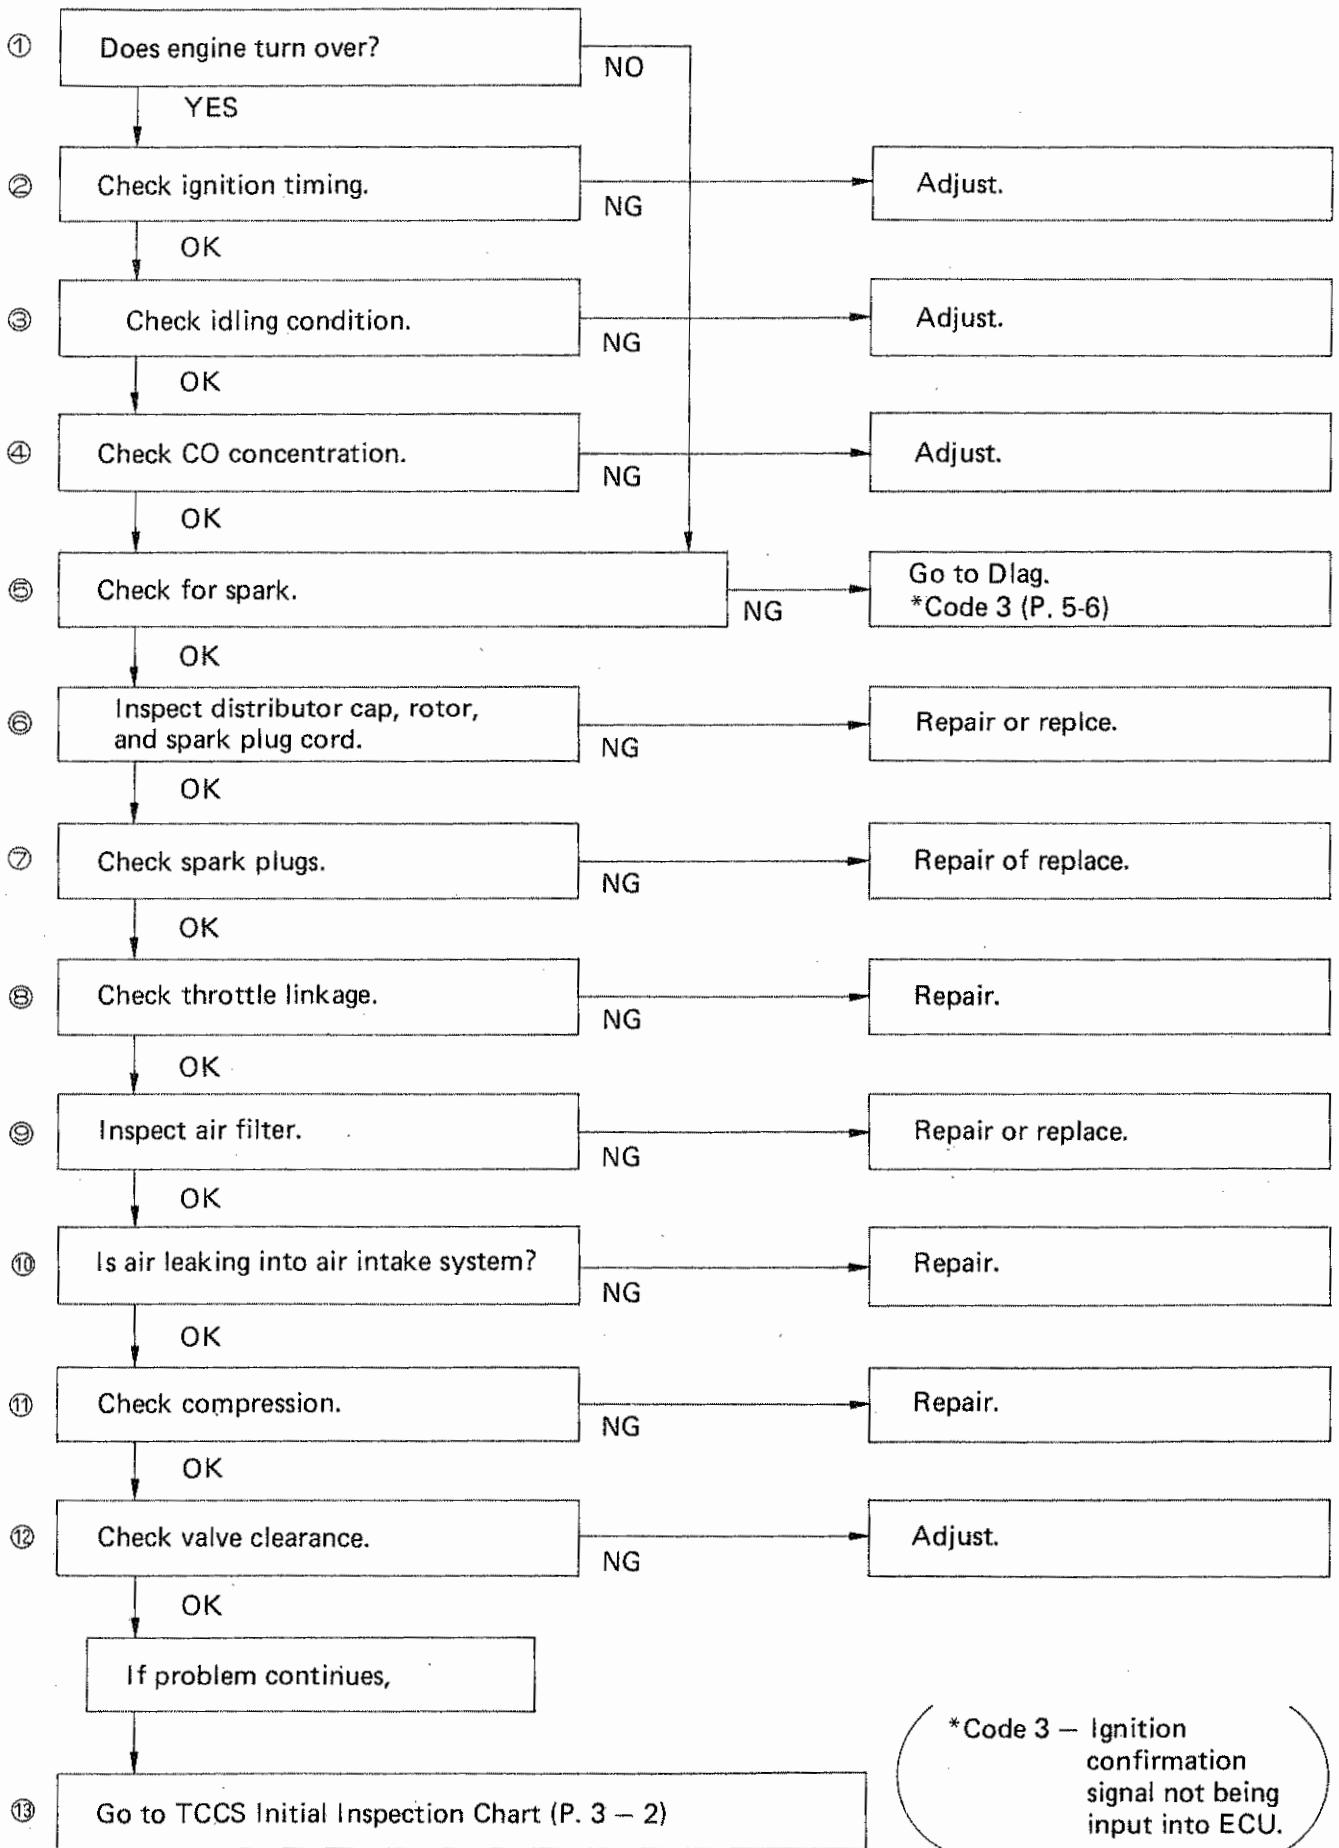 ① Does engine turn over?
NO
YES
② Check ignition timing.
NG
Adjust.
OK
③ Check idling condition.
NG
Adjust.
OK
④ Check CO concentration.
NG
Adjust.
OK
⑤ Check for spark.
NG
Go to Dlag.
*Code 3 (P. 5-6)
OK
⑥ Inspect distributor cap, rotor,
and spark plug cord.
NG
Repair or replce.
OK
⑦ Check spark plugs.
NG
Repair of replace.
OK
⑧ Check throttle linkage.
NG
Repair.
OK
⑨ Inspect air filter.
NG
Repair or replace.
OK
⑩ Is air leaking into air intake system?
NG
Repair.
OK
⑪ Check compression.
NG
Repair.
OK
⑫ Check valve clearance.
NG
Adjust.
OK
If problem continues,
⑬ Go to TCCS Initial Inspection Chart (P. 3 – 2)
*Code 3 – Ignition
confirmation
signal not being
input into ECU.